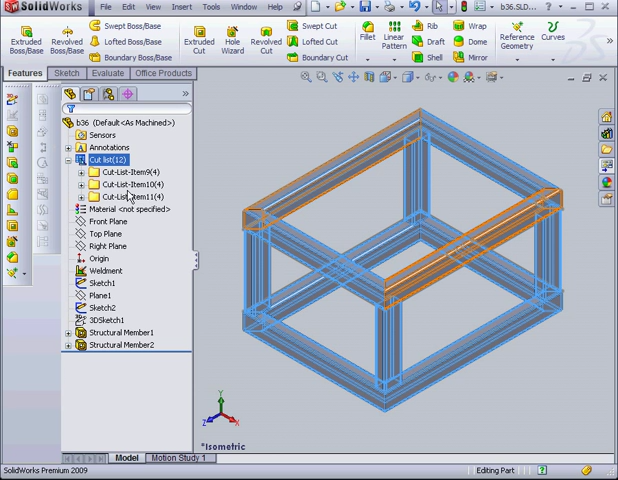 SolidWorks File Edit View Insert Tools Window Help b36.SLD...
Extruded Boss/Base
Revolved Boss/Base
Swept Boss/Base
Lofted Boss/Base
Boundary Boss/Base
Extruded Cut
Hole Wizard
Revolved Cut
Swept Cut
Lofted Cut
Boundary Cut
Fillet
Linear Pattern
Rib
Draft
Shell
Wrap
Dome
Mirror
Reference Geometry
Curves
Features Sketch Evaluate Office Products
b36 (Default<As Machined>)
Sensors
Annotations
Cut list(12)
Cut-List-Item9(4)
Cut-List-Item10(4)
Cut-List-Item11(4)
Material <not specified>
Front Plane
Top Plane
Right Plane
Origin
Weldment
Sketch1
Plane1
Sketch2
3DSketch1
Structural Member1
Structural Member2
Y
Z
X
*Isometric
Model Motion Study 1
SolidWorks Premium 2009 Editing Part